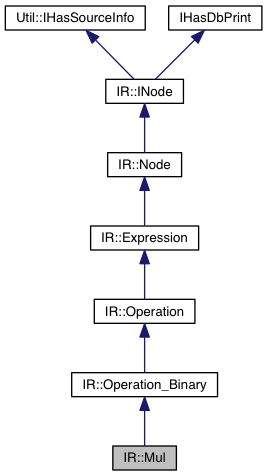 Util::IHasSourceInfo
IHasDbPrint
IR::INode
IR::Node
IR::Expression
IR::Operation
IR::Operation_Binary
IR::Mul